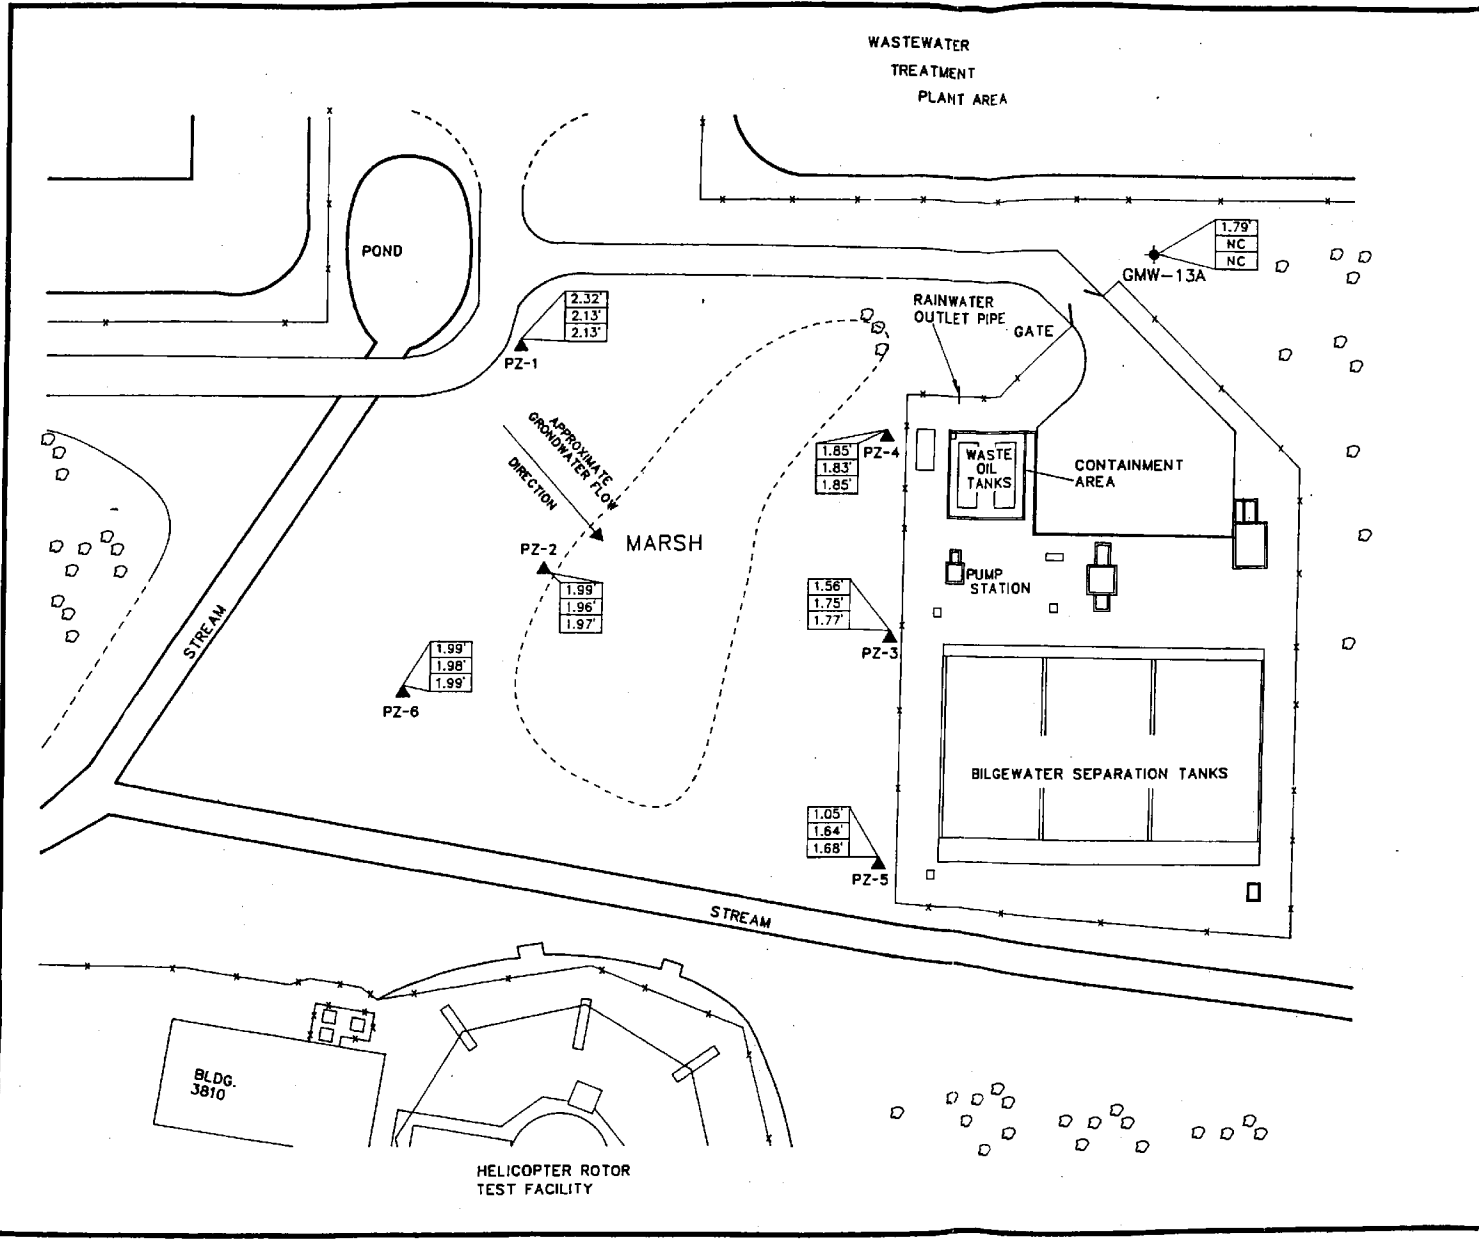 WASTEWATER
TREATMENT
PLANT AREA
POND
1.79'
NC
NC
GMW-13A
2.32'
2.13'
2.13'
PZ-1
RAINWATER
OUTLET PIPE
GATE
APPROXIMATE
GRONDWATER FLOW
DIRECTION
1.85'
1.83'
1.85'
PZ-4
WASTE
OIL
TANKS
CONTAINMENT
AREA
MARSH
PZ-2
1.99'
1.96'
1.97'
PUMP
STATION
1.56'
1.75'
1.77'
PZ-3
STREAM
1.99'
1.98'
1.99'
PZ-6
BILGEWATER SEPARATION TANKS
1.05'
1.64'
1.68'
PZ-5
STREAM
BLDG.
3810
HELICOPTER ROTOR
TEST FACILITY